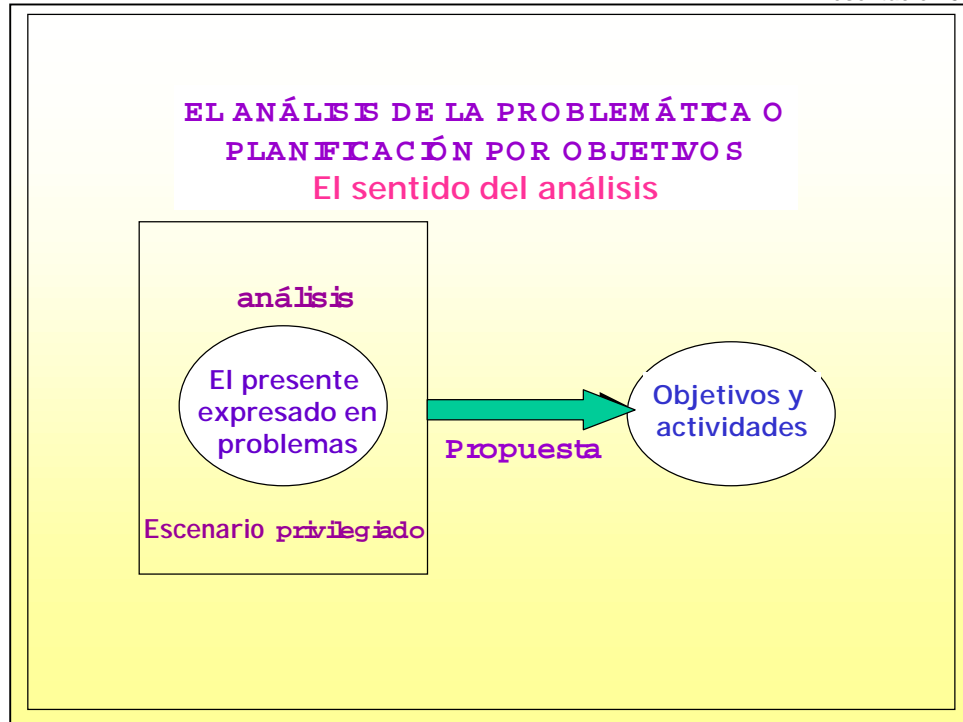 EL ANÁLISIS DE LA PROBLEMÁTICA O
PLANIFICACIÓN POR OBJETIVOS
El sentido del análisis
análisis
El presente
expresado en
problemas
Escenario privilegiado
Propuesta
Objetivos y
actividades